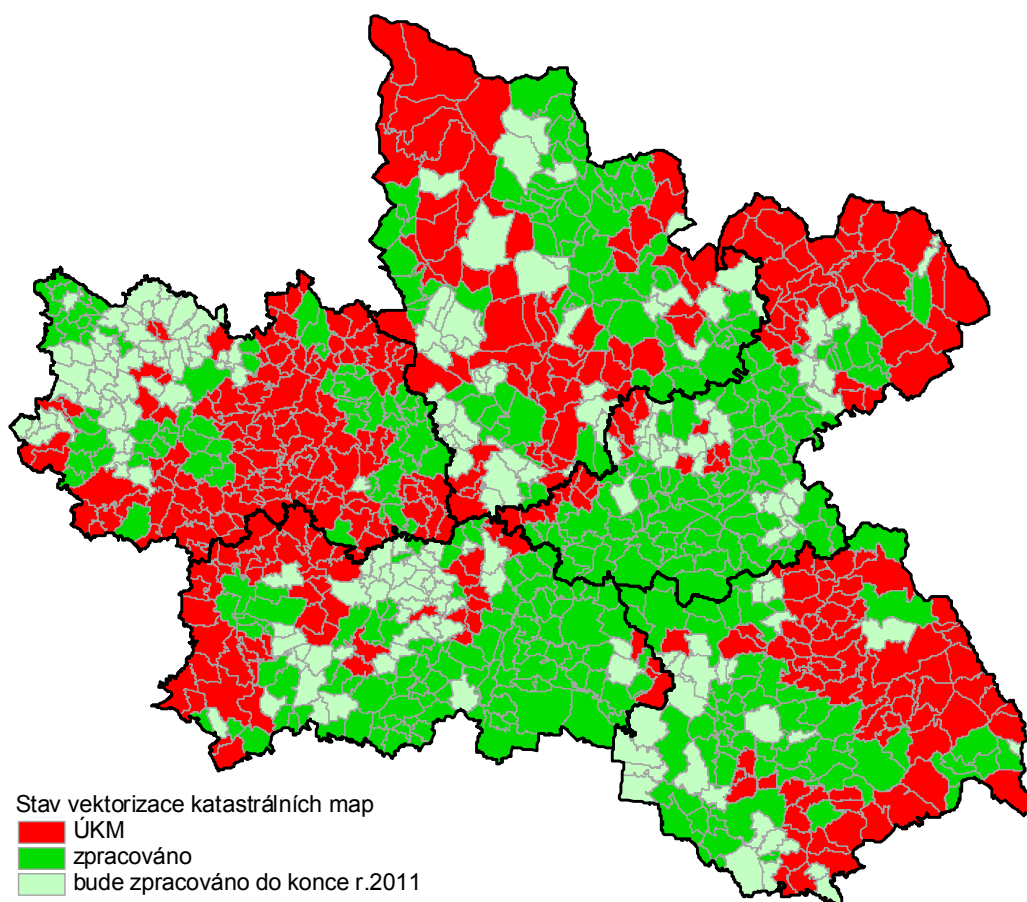 Stav vektorizace katastrálních map
ÚKM
zpracováno
bude zpracováno do konce r.2011